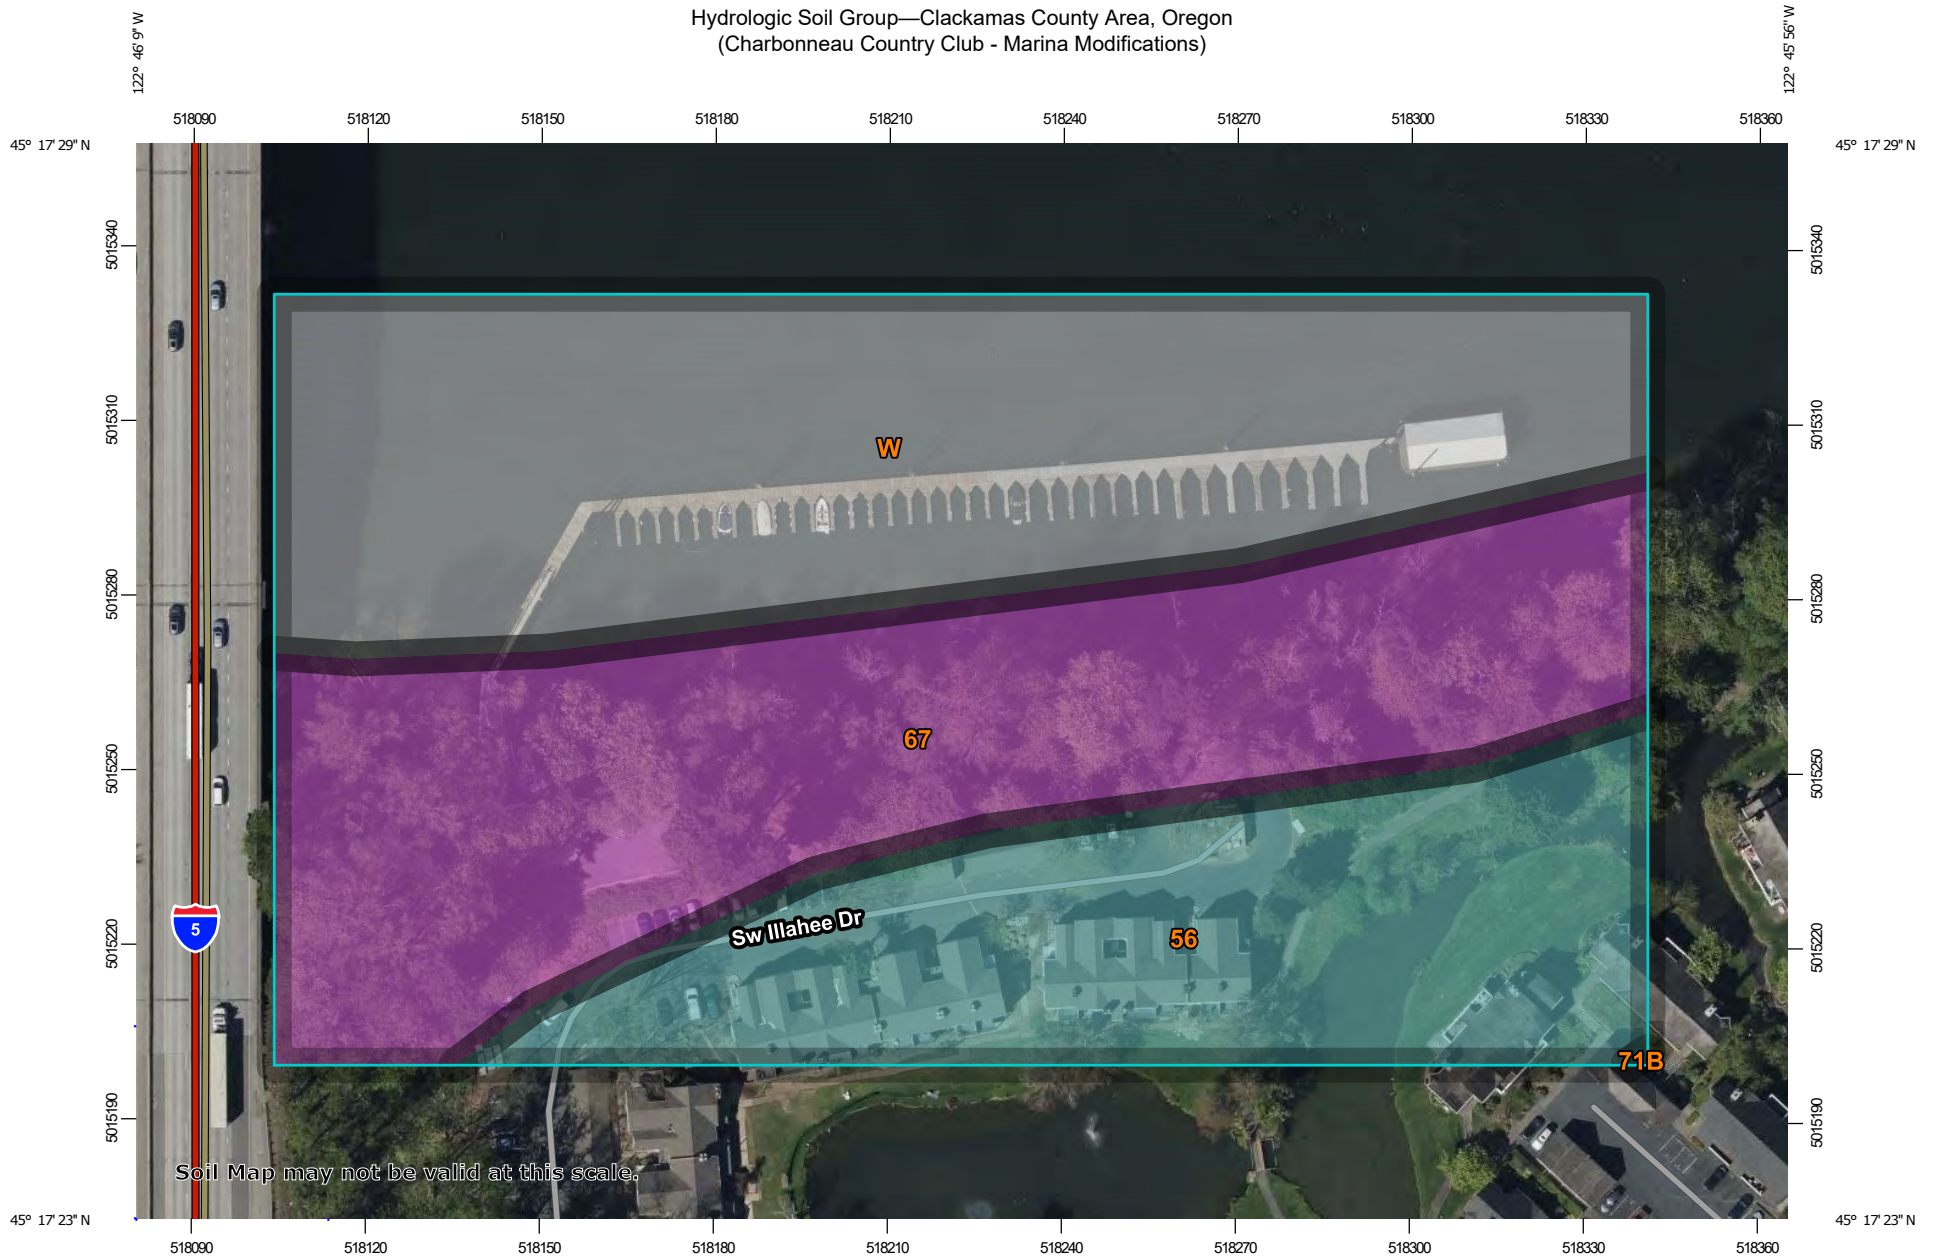 Hydrologic Soil Group—Clackamas County Area, Oregon
(Charbonneau Country Club - Marina Modifications)
122° 46' 9" W
122° 45' 56" W
518090 518120 518150 518180 518210 518240 518270 518300 518330 518360
45° 17' 29" N
45° 17' 29" N
5015340
5015340
5015310
5015310
W
5015280
5015280
67
5015250
5015250
Sw Illahee Dr
5
56
5015220
5015220
71B
5015190
5015190
Soil Map may not be valid at this scale.
45° 17' 23" N
45° 17' 23" N
518090 518120 518150 518180 518210 518240 518270 518300 518330 518360